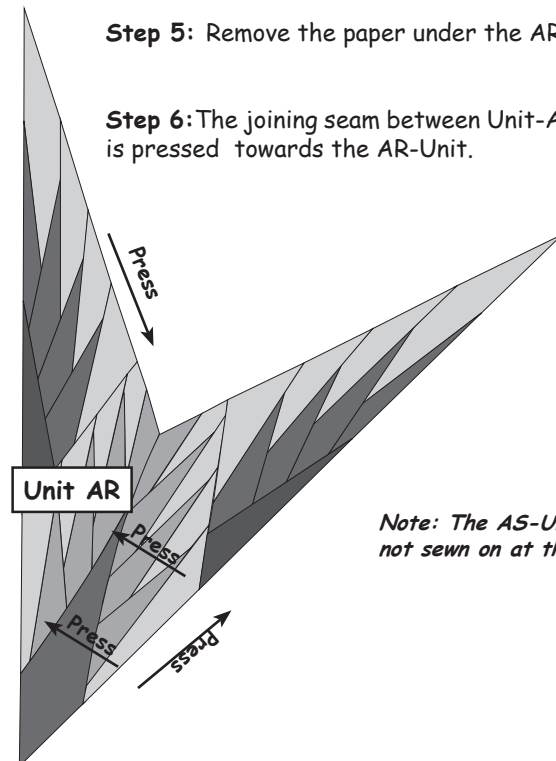 Step 5: Remove the paper under the AR
Step 6: The joining seam between Unit-A
is pressed towards the AR-Unit.
Press
Unit AR
Note: The AS-U
not sewn on at th
Press
Press
Press